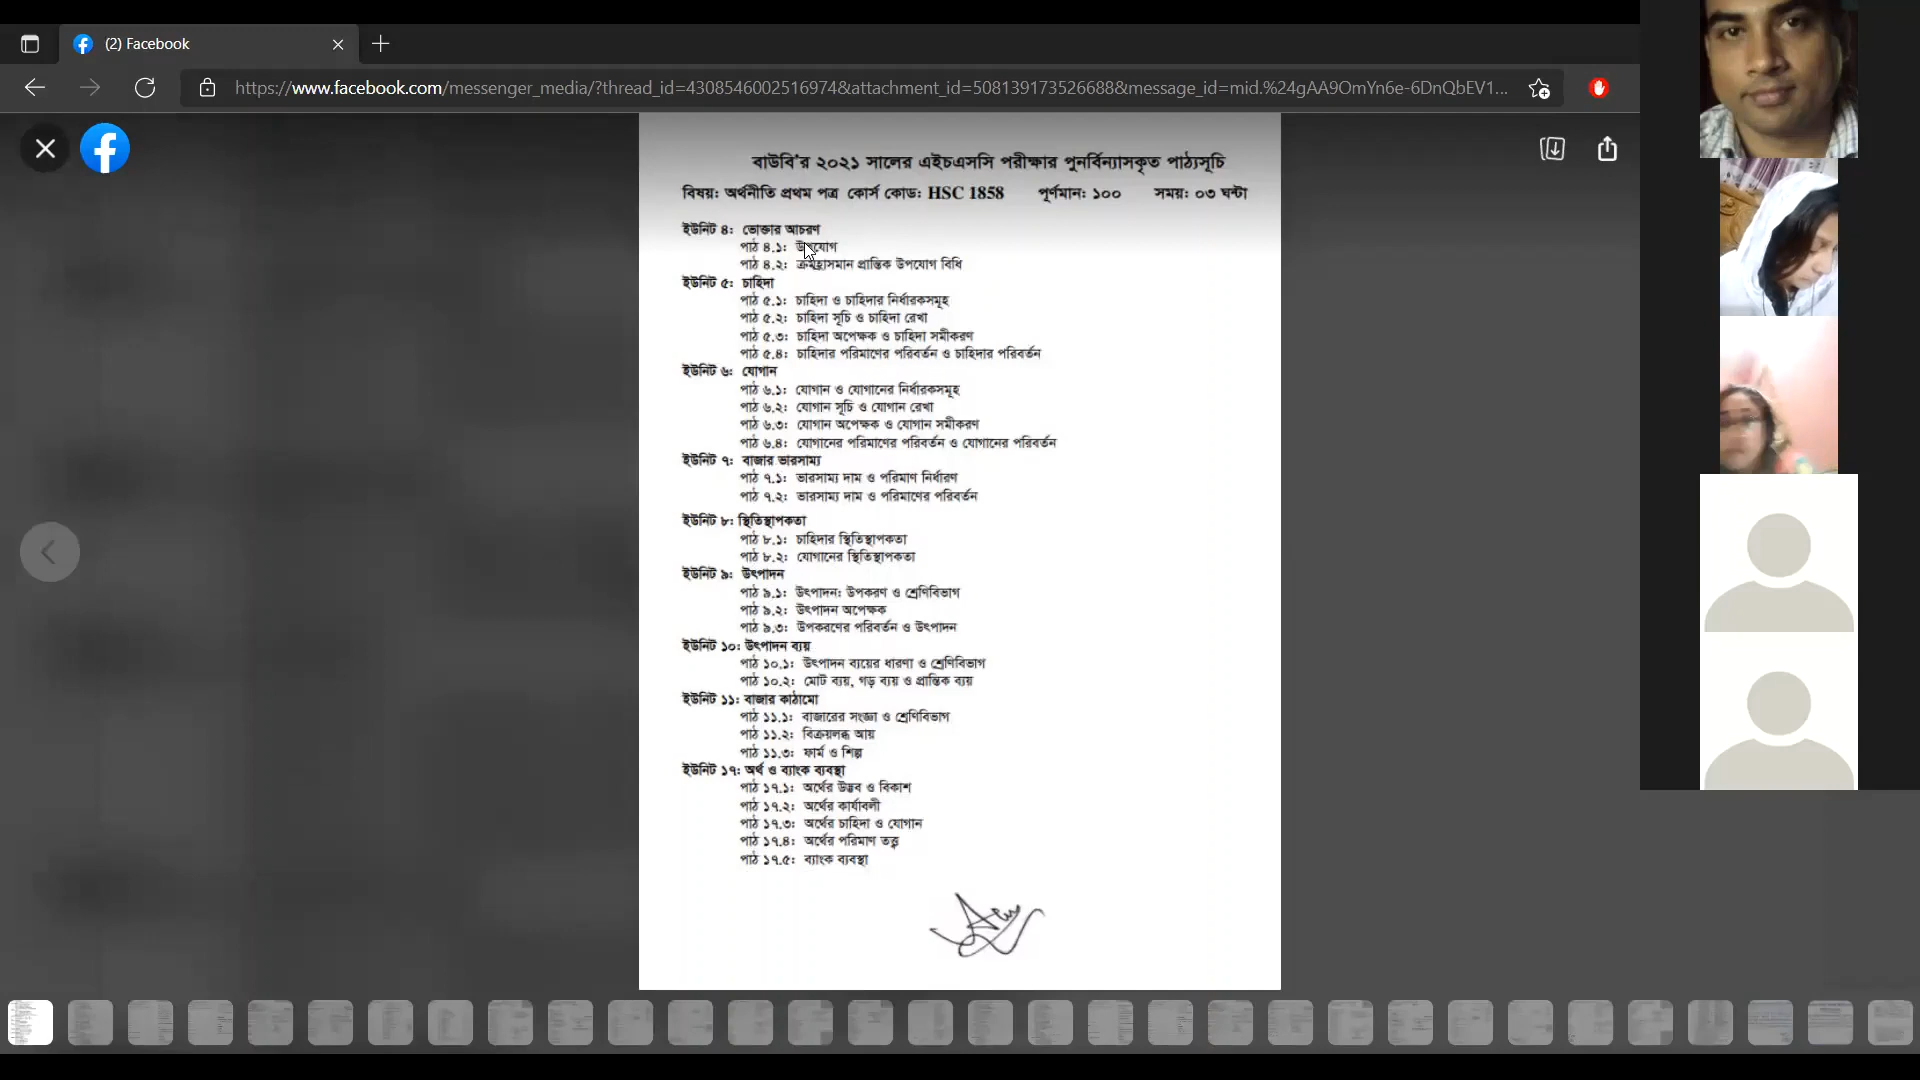 (2) Facebook
https://www.facebook.com/messenger_media/?thread_id=4308546002516974&attachment_id=508139173526688&message_id=mid.%24gAA9OmYn6e-6DnQbEV1...
বাউবি'র ২০২১ সালের এইচএসসি পরীক্ষার পুনর্বিন্যাসকৃত পাঠ্যসূচি
বিষয়: অর্থনীতি প্রথম পত্র কোর্স কোড: HSC 1858 পূর্ণমান: ১০০ সময়: ০৩ ঘন্টা
ইউনিট ৪: ভোক্তার আচরণ
পাঠ ৪.১: উপযোগ
পাঠ ৪.২: ক্রমহ্রাসমান প্রান্তিক উপযোগ বিধি
ইউনিট ৫: চাহিদা
পাঠ ৫.১: চাহিদা ও চাহিদার নির্ধারকসমূহ
পাঠ ৫.২: চাহিদা সূচি ও চাহিদা রেখা
পাঠ ৫.৩: চাহিদা অপেক্ষক ও চাহিদা সমীকরণ
পাঠ ৫.৪: চাহিদার পরিমাণের পরিবর্তন ও চাহিদার পরিবর্তন
ইউনিট ৬: যোগান
পাঠ ৬.১: যোগান ও যোগানের নির্ধারকসমূহ
পাঠ ৬.২: যোগান সূচি ও যোগান রেখা
পাঠ ৬.৩: যোগান অপেক্ষক ও যোগান সমীকরণ
পাঠ ৬.৪: যোগানের পরিমাণের পরিবর্তন ও যোগানের পরিবর্তন
ইউনিট ৭: বাজার ভারসাম্য
পাঠ ৭.১: ভারসাম্য দাম ও পরিমাণ নির্ধারণ
পাঠ ৭.২: ভারসাম্য দাম ও পরিমাণের পরিবর্তন
ইউনিট ৮: স্থিতিস্থাপকতা
পাঠ ৮.১: চাহিদার স্থিতিস্থাপকতা
পাঠ ৮.২: যোগানের স্থিতিস্থাপকতা
ইউনিট ৯: উৎপাদন
পাঠ ৯.১: উৎপাদন: উপকরণ ও শ্রেণিবিভাগ
পাঠ ৯.২: উৎপাদন অপেক্ষক
পাঠ ৯.৩: উপকরণের পরিবর্তন ও উৎপাদন
ইউনিট ১০: উৎপাদন ব্যয়
পাঠ ১০.১: উৎপাদন ব্যয়ের ধারণা ও শ্রেণিবিভাগ
পাঠ ১০.২: মোট ব্যয়, গড় ব্যয় ও প্রান্তিক ব্যয়
ইউনিট ১১: বাজার কাঠামো
পাঠ ১১.১: বাজারের সংজ্ঞা ও শ্রেণিবিভাগ
পাঠ ১১.২: বিক্রয়লব্ধ আয়
পাঠ ১১.৩: ফার্ম ও শিল্প
ইউনিট ১৭: অর্থ ও ব্যাংক ব্যবস্থা
পাঠ ১৭.১: অর্থের উদ্ভব ও বিকাশ
পাঠ ১৭.২: অর্থের কার্যাবলী
পাঠ ১৭.৩: অর্থের চাহিদা ও যোগান
পাঠ ১৭.৪: অর্থের পরিমাণ তত্ত্ব
পাঠ ১৭.৫: ব্যাংক ব্যবস্থা